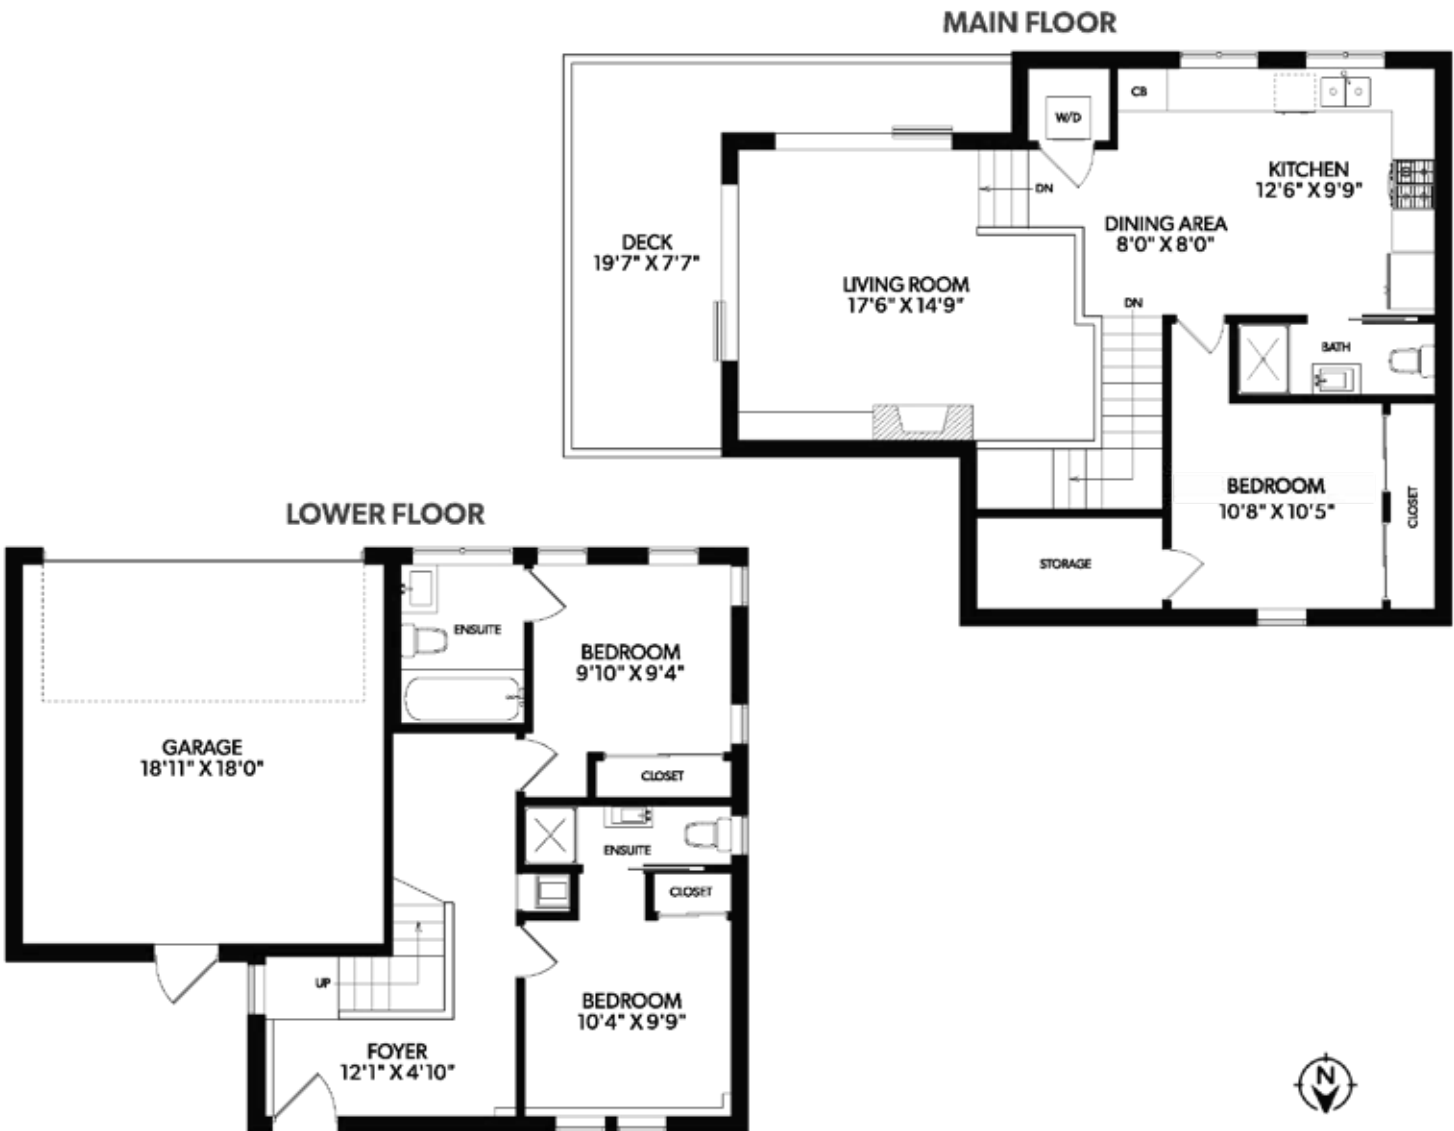 MAIN FLOOR
CB
W/D
KITCHEN
12'6" X 9'9"
DN
DINING AREA
8'0" X 8'0"
DECK
19'7" X 7'7"
LIVING ROOM
17'6" X 14'9"
DN
BATH
BEDROOM
10'8" X 10'5"
CLOSET
STORAGE
LOWER FLOOR
ENSUITE
BEDROOM
9'10" X 9'4"
GARAGE
18'11" X 18'0"
CLOSET
ENSUITE
CLOSET
UP
BEDROOM
10'4" X 9'9"
FOYER
12'1" X 4'10"
N